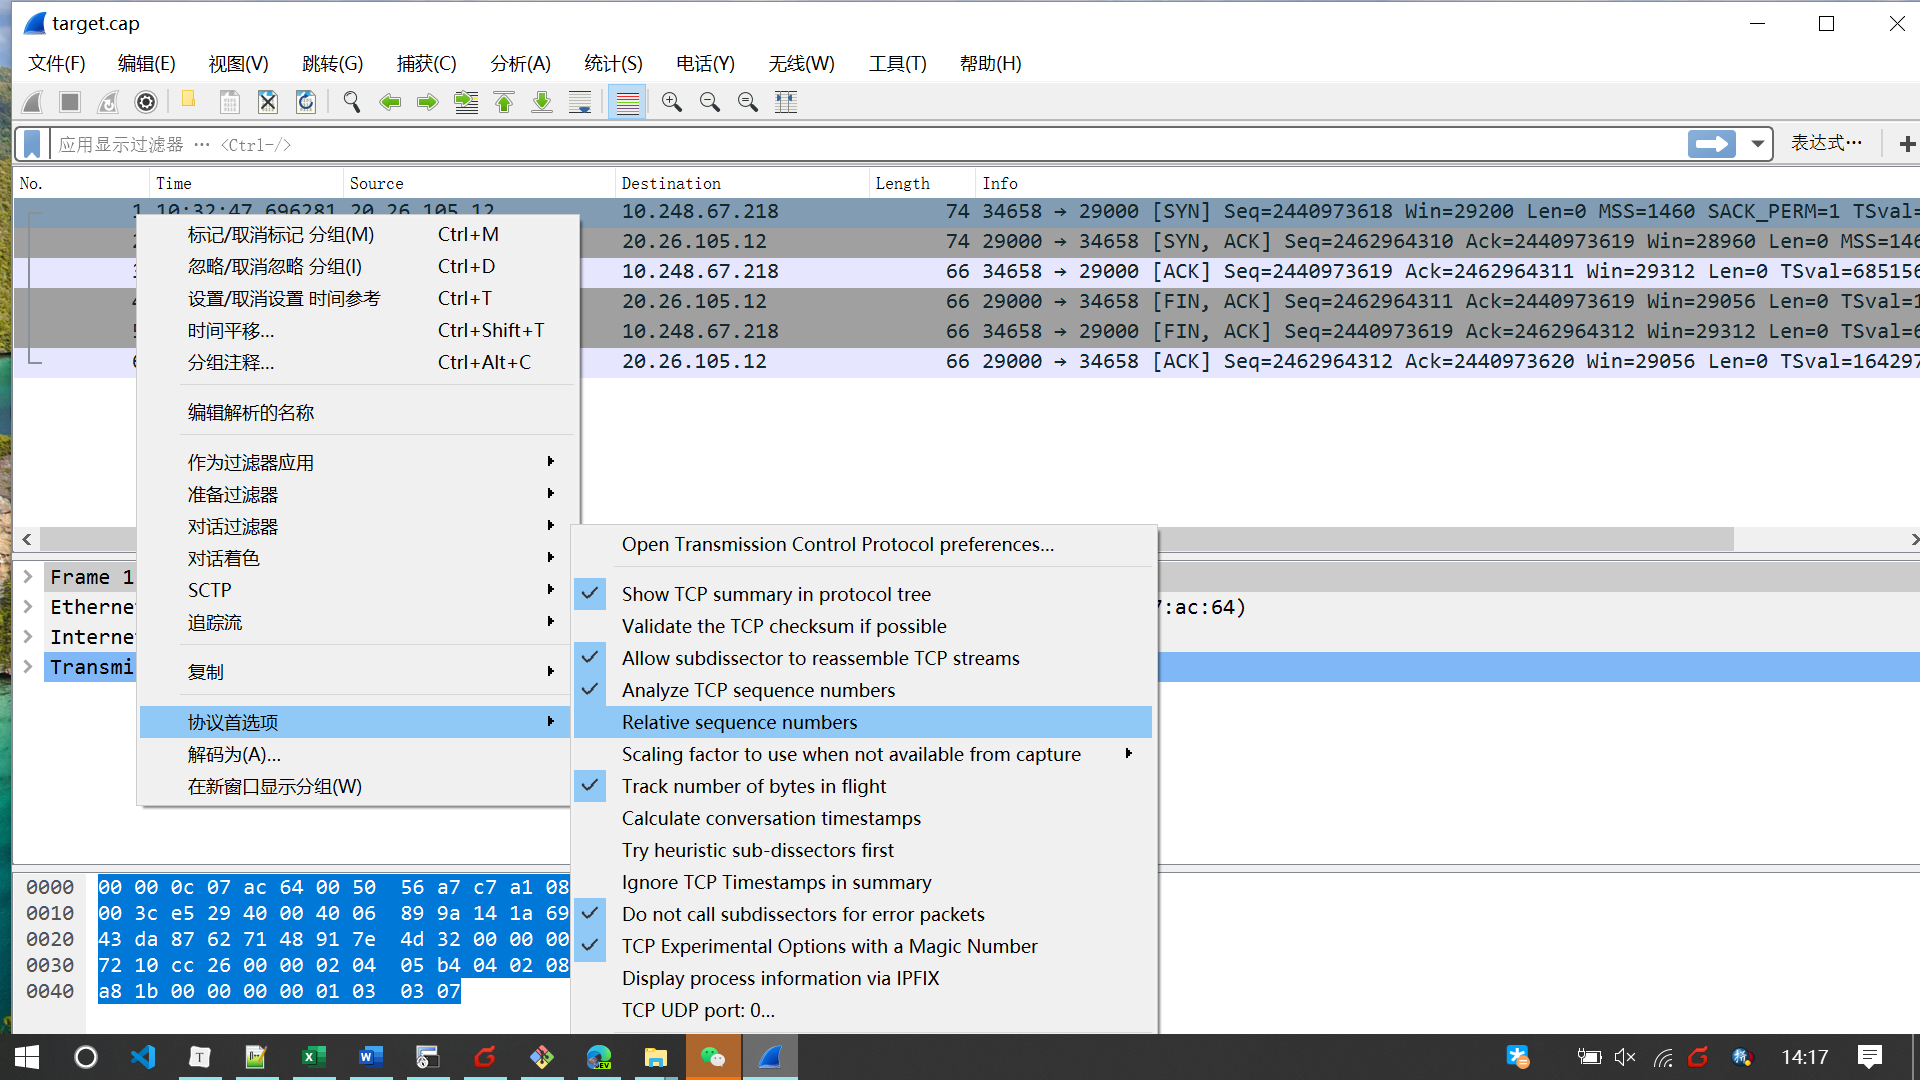 target.cap
文件(F) 编辑(E) 视图(V) 跳转(G) 捕获(C) 分析(A) 统计(S) 电话(Y) 无线(W) 工具(T) 帮助(H)
应用显示过滤器 … <Ctrl-/> 表达式…
No. Time Source Destination Length Info
1 10:32:47.696281 20.26.105.12 10.248.67.218 74 34658 → 29000 [SYN] Seq=2440973618 Win=29200 Len=0 MSS=1460 SACK_PERM=1 TSval=
20.26.105.12 74 29000 → 34658 [SYN, ACK] Seq=2462964310 Ack=2440973619 Win=28960 Len=0 MSS=146
10.248.67.218 66 34658 → 29000 [ACK] Seq=2440973619 Ack=2462964311 Win=29312 Len=0 TSval=685156
20.26.105.12 66 29000 → 34658 [FIN, ACK] Seq=2462964311 Ack=2440973619 Win=29056 Len=0 TSval=1
10.248.67.218 66 34658 → 29000 [FIN, ACK] Seq=2440973619 Ack=2462964312 Win=29312 Len=0 TSval=6
20.26.105.12 66 29000 → 34658 [ACK] Seq=2462964312 Ack=2440973620 Win=29056 Len=0 TSval=164297
标记/取消标记 分组(M) Ctrl+M
忽略/取消忽略 分组(I) Ctrl+D
设置/取消设置 时间参考 Ctrl+T
时间平移... Ctrl+Shift+T
分组注释... Ctrl+Alt+C
编辑解析的名称
作为过滤器应用
准备过滤器
对话过滤器
对话着色
SCTP
追踪流
复制
协议首选项
解码为(A)...
在新窗口显示分组(W)
Open Transmission Control Protocol preferences...
Show TCP summary in protocol tree
Validate the TCP checksum if possible
Allow subdissector to reassemble TCP streams
Analyze TCP sequence numbers
Relative sequence numbers
Scaling factor to use when not available from capture
Track number of bytes in flight
Calculate conversation timestamps
Try heuristic sub-dissectors first
Ignore TCP Timestamps in summary
Do not call subdissectors for error packets
TCP Experimental Options with a Magic Number
Display process information via IPFIX
TCP UDP port: 0...
Frame 1
Etherne 7:ac:64)
Interne
Transmi
0000 00 00 0c 07 ac 64 00 50 56 a7 c7 a1 08
0010 00 3c e5 29 40 00 40 06 89 9a 14 1a 69
0020 43 da 87 62 71 48 91 7e 4d 32 00 00 00
0030 72 10 cc 26 00 00 02 04 05 b4 04 02 08
0040 a8 1b 00 00 00 00 01 03 03 07
14:17